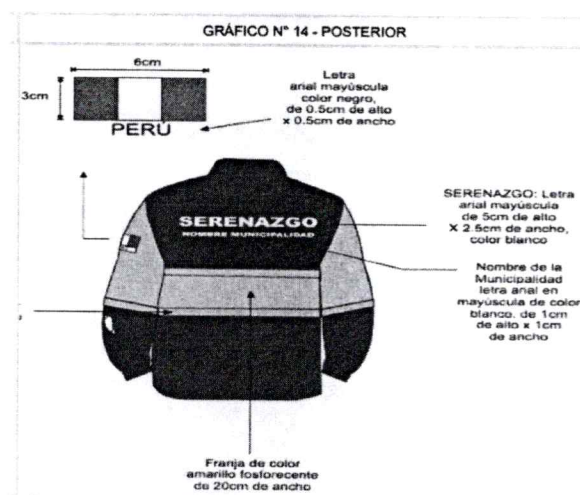 GRÁFICO N° 14 - POSTERIOR
6cm
3cm
PERÚ
Letra
arial mayúscula
color negro,
de 0.5cm de alto
x 0.5cm de ancho
SERENAZGO
NOMBRE MUNICIPALIDAD
SERENAZGO: Letra
arial mayúscula
de 5cm de alto
X 2.5cm de ancho,
color blanco
Nombre de la
Municipalidad
letra arial en
mayúscula de color
blanco. de 1cm
de alto x 1cm
de ancho
Franja de color
amarillo fosforecente
de 20cm de ancho